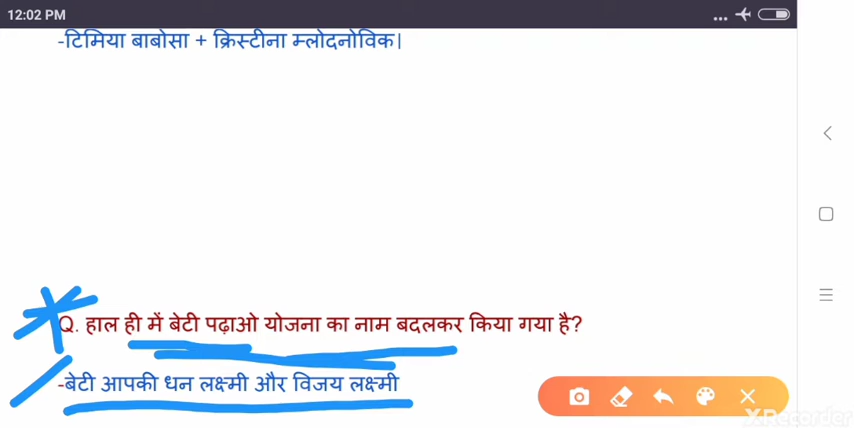 12:02 PM
-टिमिया बाबोसा + क्रिस्टीना म्लोदनोविक।
Q. हाल ही में बेटी पढ़ाओ योजना का नाम बदलकर किया गया है?
-बेटी आपकी धन लक्ष्मी और विजय लक्ष्मी
XRecorder